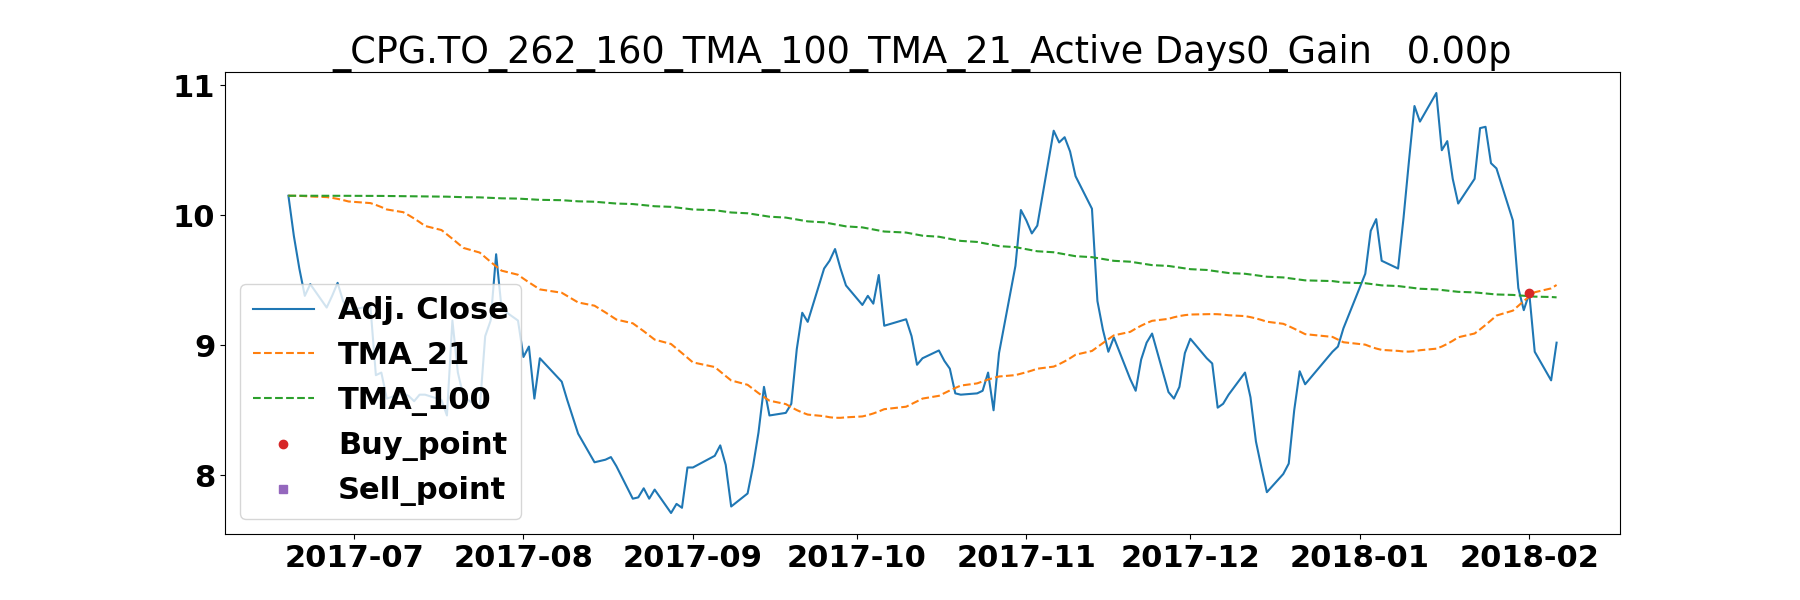 _CPG.TO_262_160_TMA_100_TMA_21_Active Days0_Gain   0.00p
11
10
9
8
Adj. Close
TMA_21
TMA_100
Buy_point
Sell_point
2017-07 2017-08 2017-09 2017-10 2017-11 2017-12 2018-01 2018-02